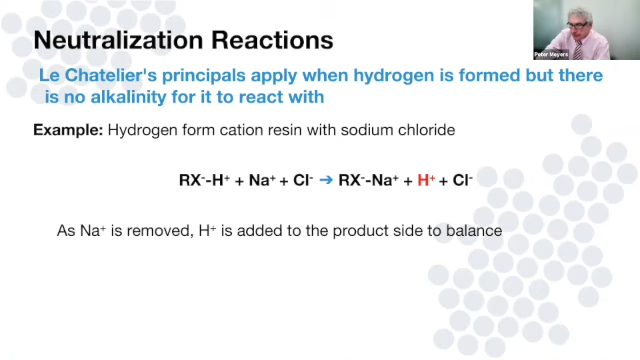 Neutralization Reactions
Peter Meyers
Le Chatelier's principals apply when hydrogen is formed but there
is no alkalinity for it to react with
Example: Hydrogen form cation resin with sodium chloride
RX⁻-H⁺ + Na⁺ + Cl⁻ ➔ RX⁻-Na⁺ + H⁺ + Cl⁻
As Na⁺ is removed, H⁺ is added to the product side to balance